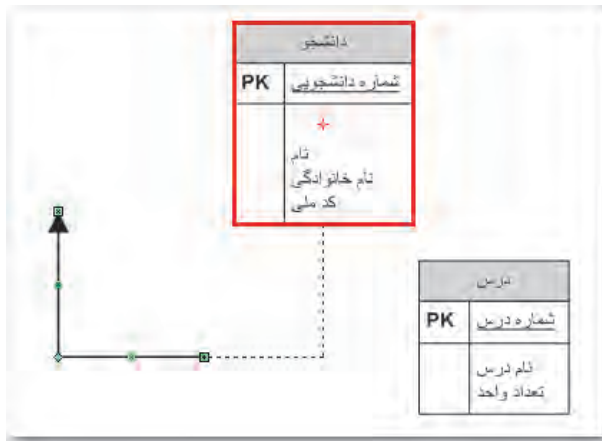 دانشجو
PK شماره دانشجویی
نام
نام خانوادگی
کد ملی
درس
PK شماره درس
نام درس
تعداد واحد